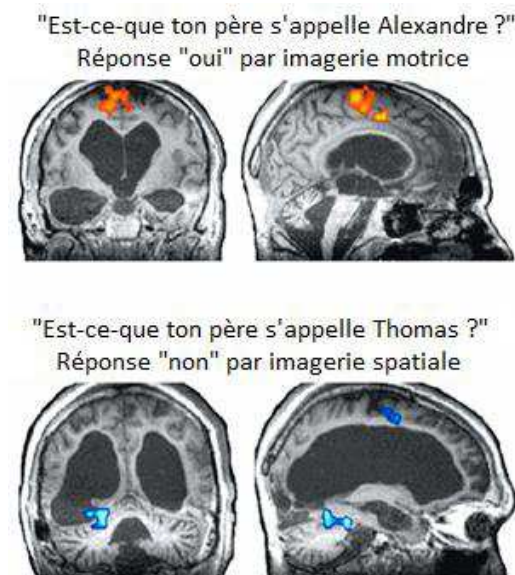 "Est-ce-que ton père s'appelle Alexandre ?"
Réponse "oui" par imagerie motrice
"Est-ce-que ton père s'appelle Thomas ?"
Réponse "non" par imagerie spatiale